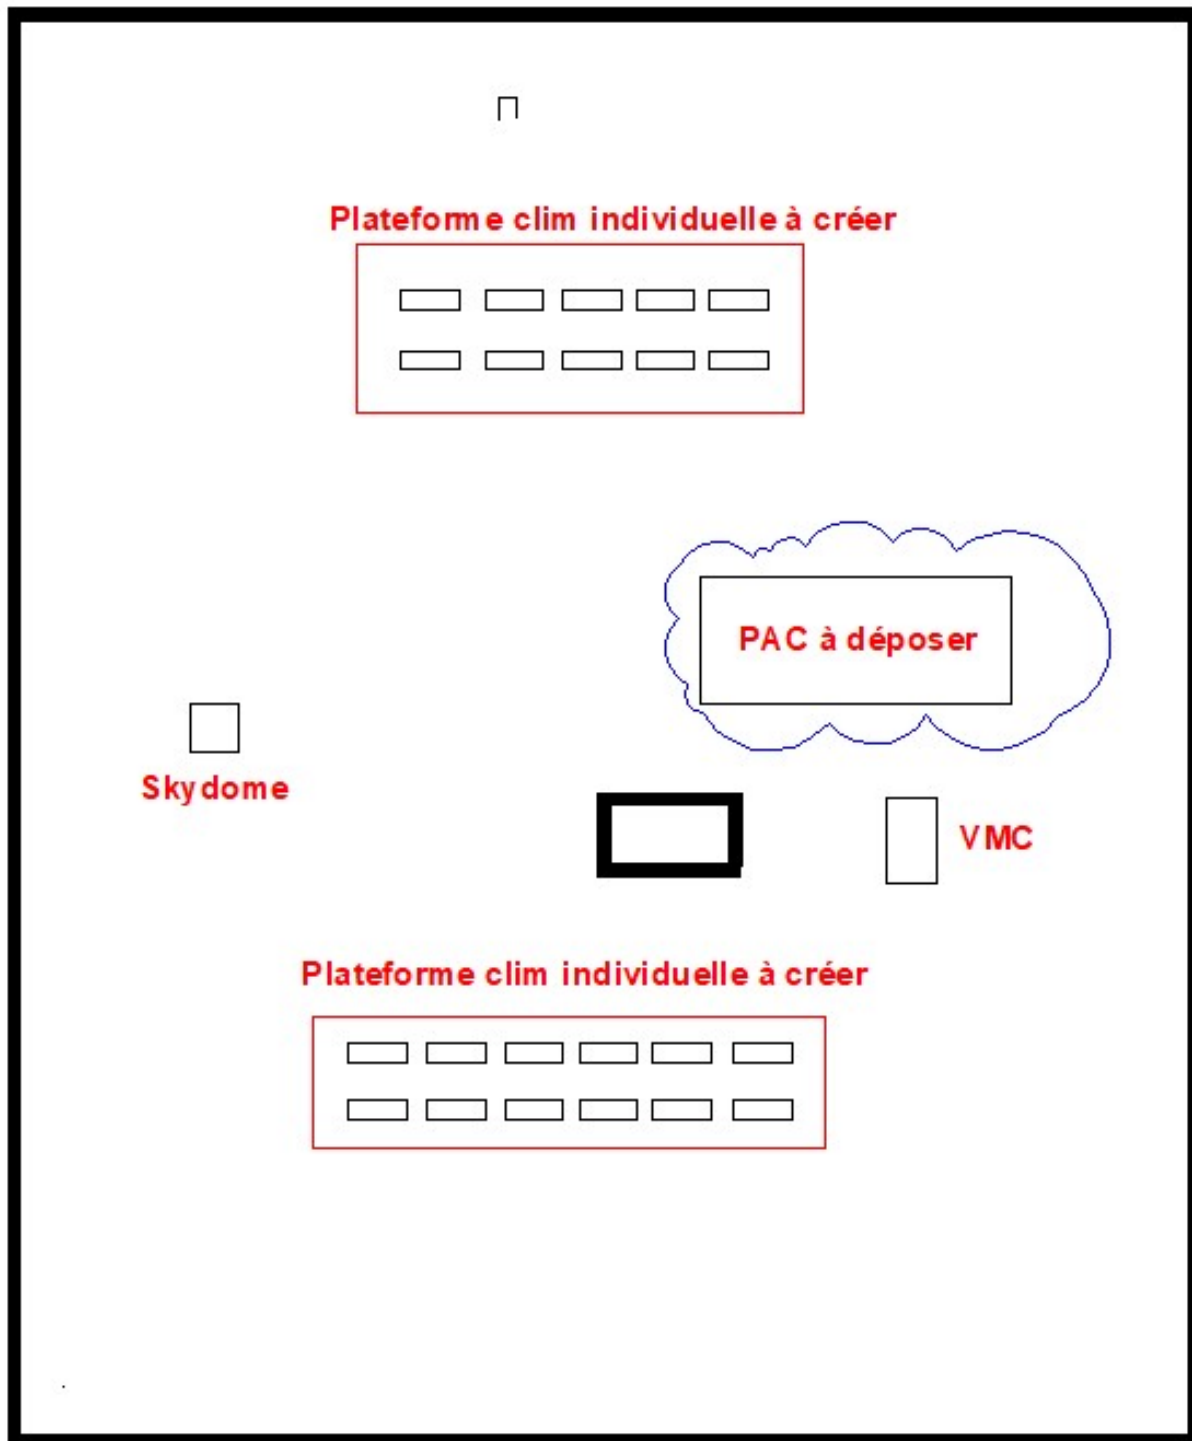 Plateforme clim individuelle à créer
PAC à déposer
Skydome
VMC
Plateforme clim individuelle à créer